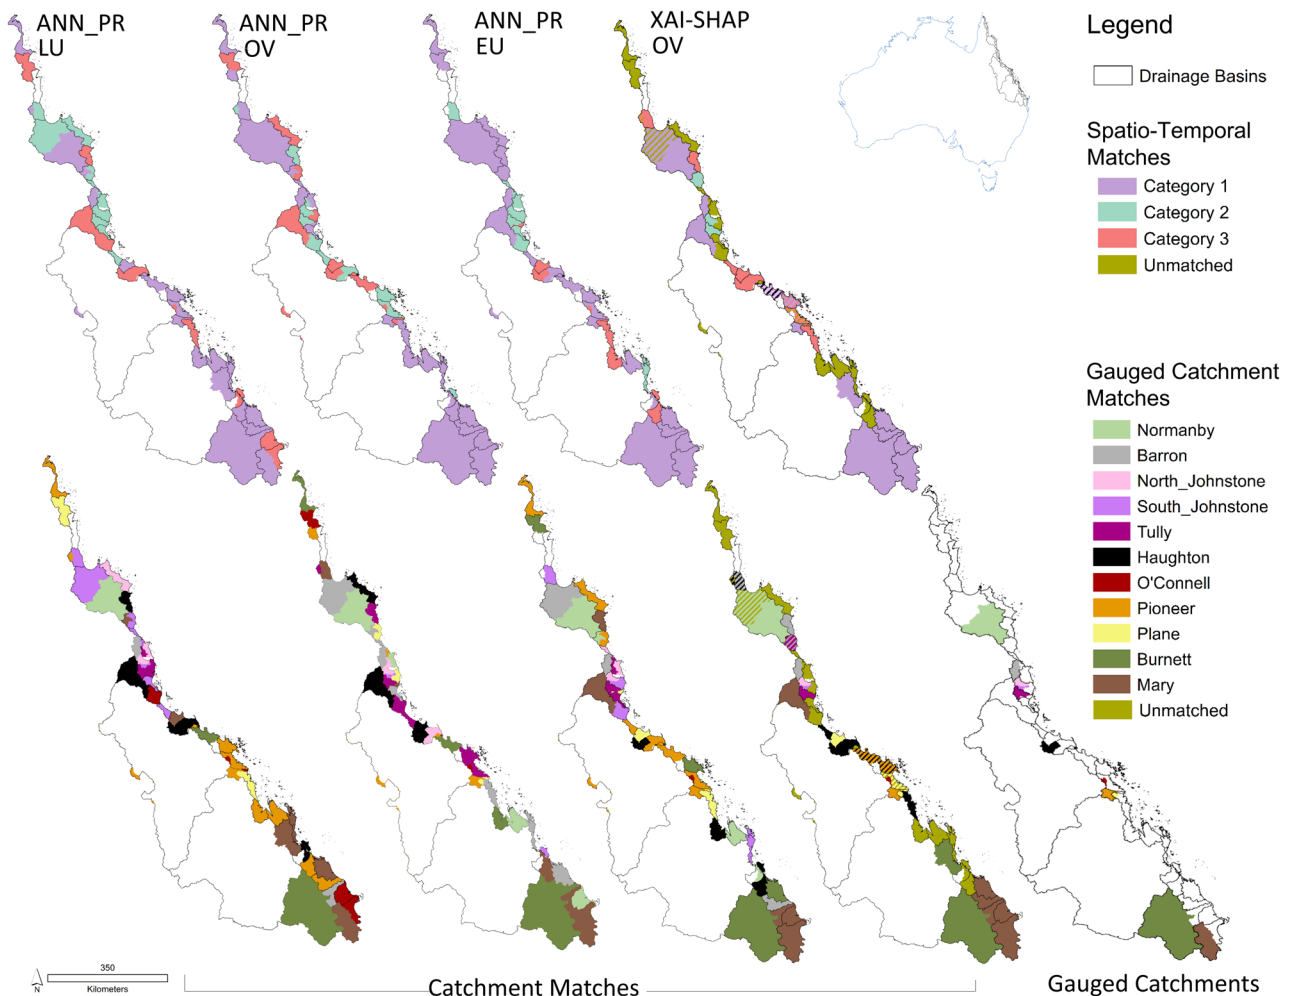 ANN_PR
LU
ANN_PR
OV
ANN_PR
EU
XAI-SHAP
OV
Legend
Drainage Basins
Spatio-Temporal
Matches
Category 1
Category 2
Category 3
Unmatched
Gauged Catchment
Matches
Normanby
Barron
North_Johnstone
South_Johnstone
Tully
Haughton
O'Connell
Pioneer
Plane
Burnett
Mary
Unmatched
N
350
Kilometers
Catchment Matches
Gauged Catchments